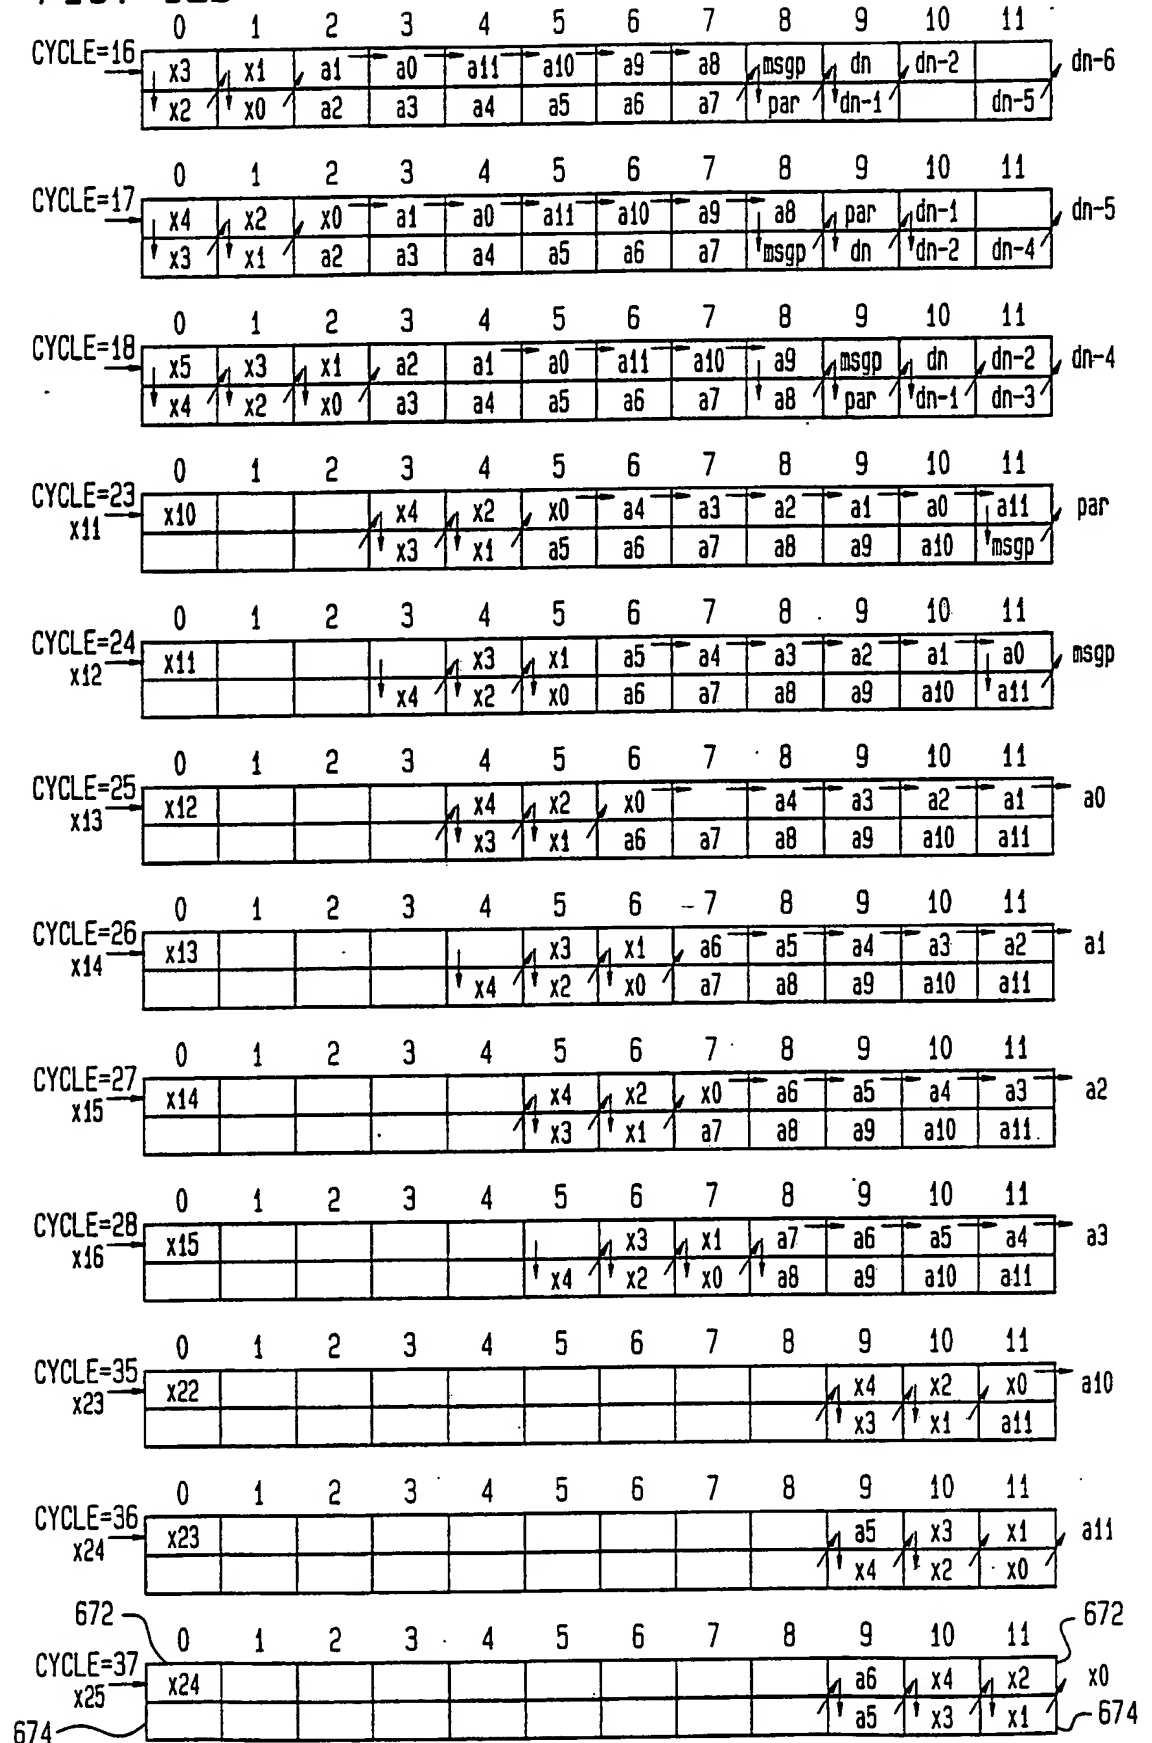 0 1 2 3 4 5 6 7 8 9 10 11
CYCLE=16 x3 x1 a1 a0 a11 a10 a9 a8 msgp dn dn-2 dn-6
x2 x0 a2 a3 a4 a5 a6 a7 par dn-1 dn-5
0 1 2 3 4 5 6 7 8 9 10 11
CYCLE=17 x4 x2 x0 a1 a0 a11 a10 a9 a8 par dn-1 dn-5
x3 x1 a2 a3 a4 a5 a6 a7 msgp dn dn-2 dn-4
0 1 2 3 4 5 6 7 8 9 10 11
CYCLE=18 x5 x3 x1 a2 a1 a0 a11 a10 a9 msgp dn dn-2 dn-4
x4 x2 x0 a3 a4 a5 a6 a7 a8 par dn-1 dn-3
0 1 2 3 4 5 6 7 8 9 10 11
CYCLE=23 x10 x4 x2 x0 a4 a3 a2 a1 a0 a11 par
x11 x3 x1 a5 a6 a7 a8 a9 a10 msgp
0 1 2 3 4 5 6 7 8 9 10 11
CYCLE=24 x11 x3 x1 a5 a4 a3 a2 a1 a0 msgp
x12 x4 x2 x0 a6 a7 a8 a9 a10 a11
0 1 2 3 4 5 6 7 8 9 10 11
CYCLE=25 x12 x4 x2 x0 a4 a3 a2 a1 a0
x13 x3 x1 a6 a7 a8 a9 a10 a11
0 1 2 3 4 5 6 7 8 9 10 11
CYCLE=26 x13 x3 x1 a6 a5 a4 a3 a2 a1
x14 x4 x2 x0 a7 a8 a9 a10 a11
0 1 2 3 4 5 6 7 8 9 10 11
CYCLE=27 x14 x4 x2 x0 a6 a5 a4 a3 a2
x15 x3 x1 a7 a8 a9 a10 a11
0 1 2 3 4 5 6 7 8 9 10 11
CYCLE=28 x15 x3 x1 a7 a6 a5 a4 a3
x16 x4 x2 x0 a8 a9 a10 a11
0 1 2 3 4 5 6 7 8 9 10 11
CYCLE=35 x22 x4 x2 x0 a10
x23 x3 x1 a11
0 1 2 3 4 5 6 7 8 9 10 11
CYCLE=36 x23 a5 x3 x1 a11
x24 x4 x2 x0
672 672
0 1 2 3 4 5 6 7 8 9 10 11
CYCLE=37 x24 a6 x4 x2 x0
x25 a5 x3 x1
674 674